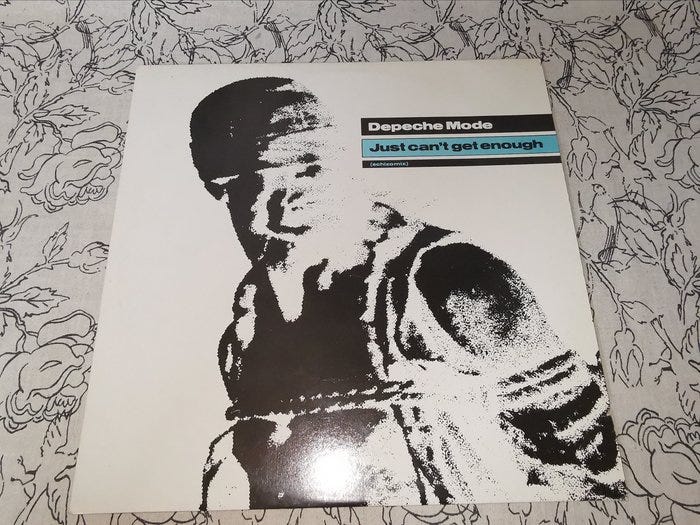 Depeche Mode
Just can't get enough
(schizomix)